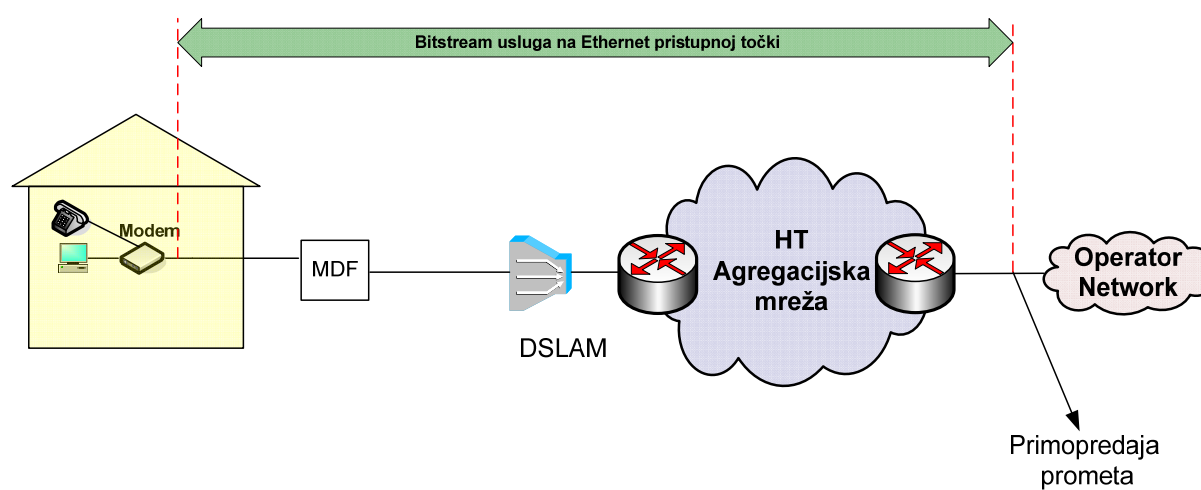 Bitstream usluga na Ethernet pristupnoj točki
Modem
MDF
DSLAM
HT
Agregacijska
mreža
Operator
Network
Primopredaja
prometa